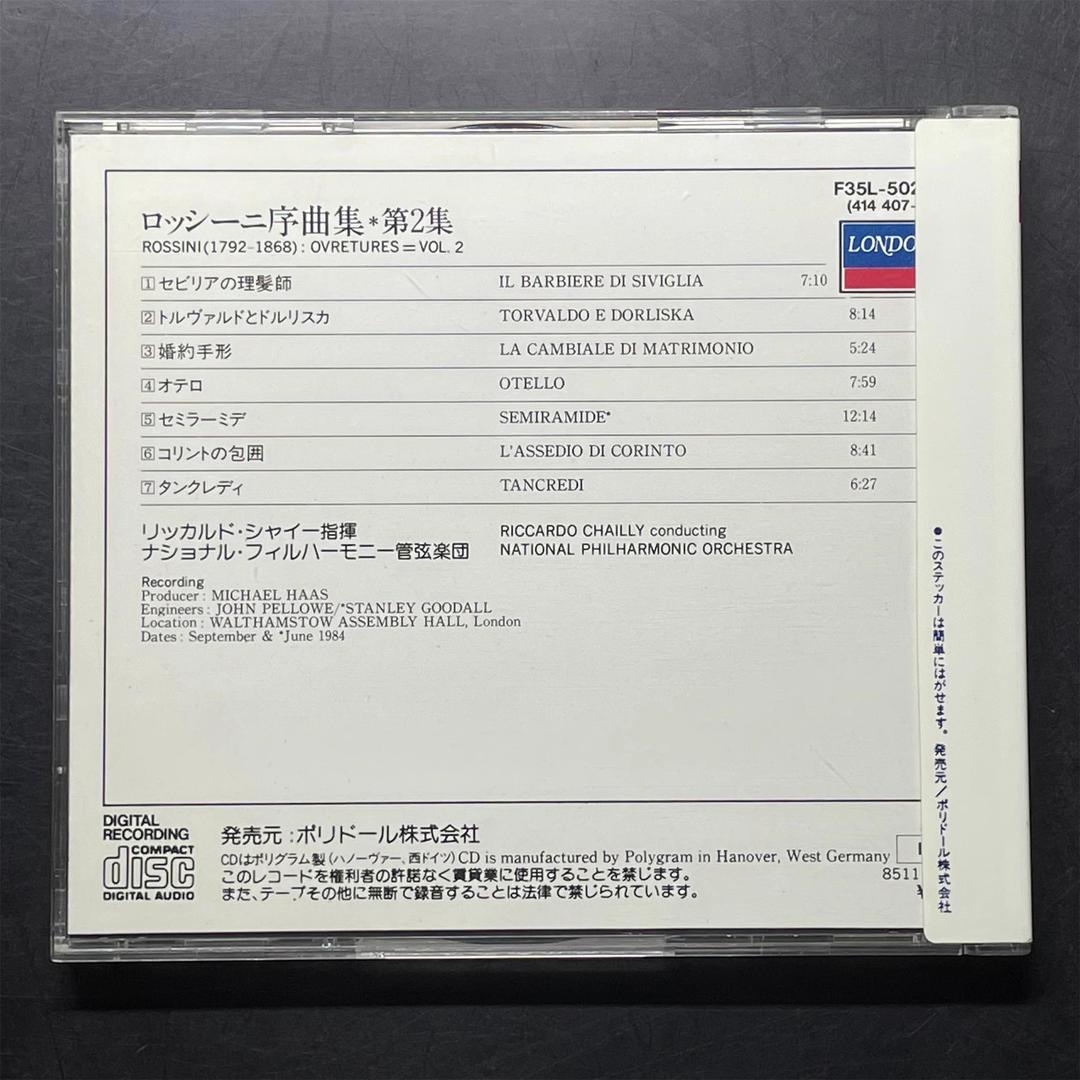 F35L-502
(414 407-
LONDO
ロッシーニ序曲集*第2集
ROSSINI(1792-1868): OVRETURES=VOL. 2
1 セビリアの理髪師 IL BARBIERE DI SIVIGLIA 7:10
2 トルヴァルドとドルリスカ TORVALDO E DORLISKA 8:14
3 婚約手形 LA CAMBIALE DI MATRIMONIO 5:24
4 オテロ OTELLO 7:59
5 セミラーミデ SEMIRAMIDE* 12:14
6 コリントの包囲 L'ASSEDIO DI CORINTO 8:41
7 タンクレディ TANCREDI 6:27
リッカルド・シャイー指揮 RICCARDO CHAILLY conducting
ナショナル・フィルハーモニー管弦楽団 NATIONAL PHILHARMONIC ORCHESTRA
Recording
Producer: MICHAEL HAAS
Engineers: JOHN PELLOWE/*STANLEY GOODALL
Location: WALTHAMSTOW ASSEMBLY HALL, London
Dates: September & *June 1984
DIGITAL
RECORDING
COMPACT
disc
DIGITAL AUDIO
発売元:ポリドール株式会社
CDはポリグラム製(ハノーヴァー、西ドイツ) CD is manufactured by Polygram in Hanover, West Germany
このレコードを権利者の許諾なく賃貸業に使用することを禁じます。
また、テープその他に無断で録音することは法律で禁じられています。
8511
●このステッカーは簡単にはがせます。発売元/ポリドール株式会社